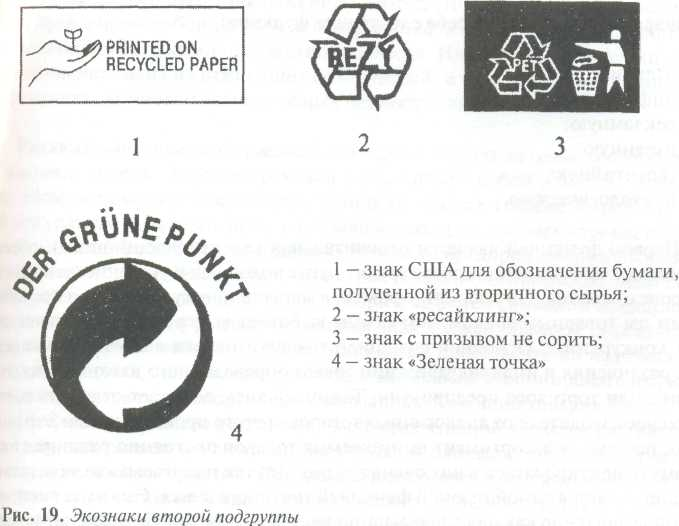 PRINTED ON
RECYCLED PAPER
BEZY
PET
1
2
3
DER GRÜNE PUNKT
1 – знак США для обозначения бумаги,
полученной из вторичного сырья;
2 – знак «ресайклинг»;
3 – знак с призывом не сорить;
4 – знак «Зеленая точка»
4
Рис. 19. Экознаки второй подгруппы